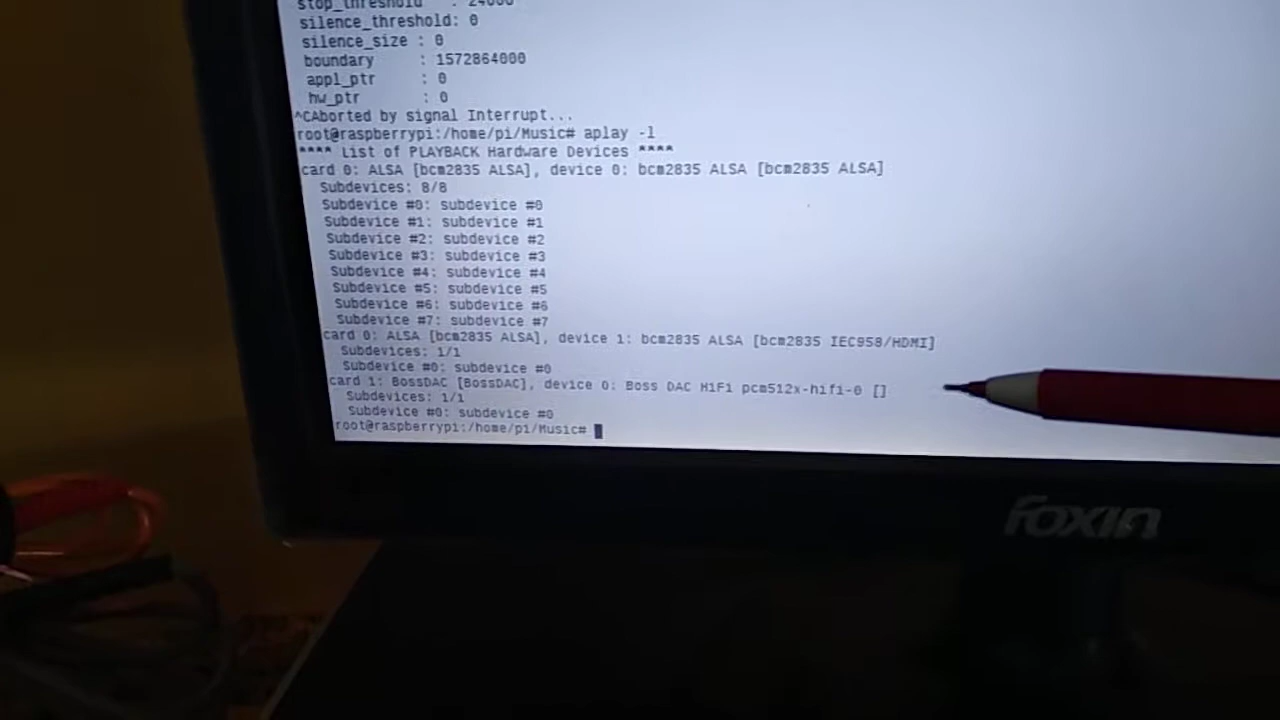 stop_threshold : 24000
silence_threshold: 0
silence_size : 0
boundary : 1572864000
appl_ptr : 0
hw_ptr : 0
^CAborted by signal Interrupt...
root@raspberrypi:/home/pi/Music# aplay -l
**** List of PLAYBACK Hardware Devices ****
card 0: ALSA [bcm2835 ALSA], device 0: bcm2835 ALSA [bcm2835 ALSA]
Subdevices: 8/8
Subdevice #0: subdevice #0
Subdevice #1: subdevice #1
Subdevice #2: subdevice #2
Subdevice #3: subdevice #3
Subdevice #4: subdevice #4
Subdevice #5: subdevice #5
Subdevice #6: subdevice #6
Subdevice #7: subdevice #7
card 0: ALSA [bcm2835 ALSA], device 1: bcm2835 ALSA [bcm2835 IEC958/HDMI]
Subdevices: 1/1
Subdevice #0: subdevice #0
card 1: BossDAC [BossDAC], device 0: Boss DAC HiFi pcm512x-hifi-0 []
Subdevices: 1/1
Subdevice #0: subdevice #0
root@raspberrypi:/home/pi/Music#
Foxin